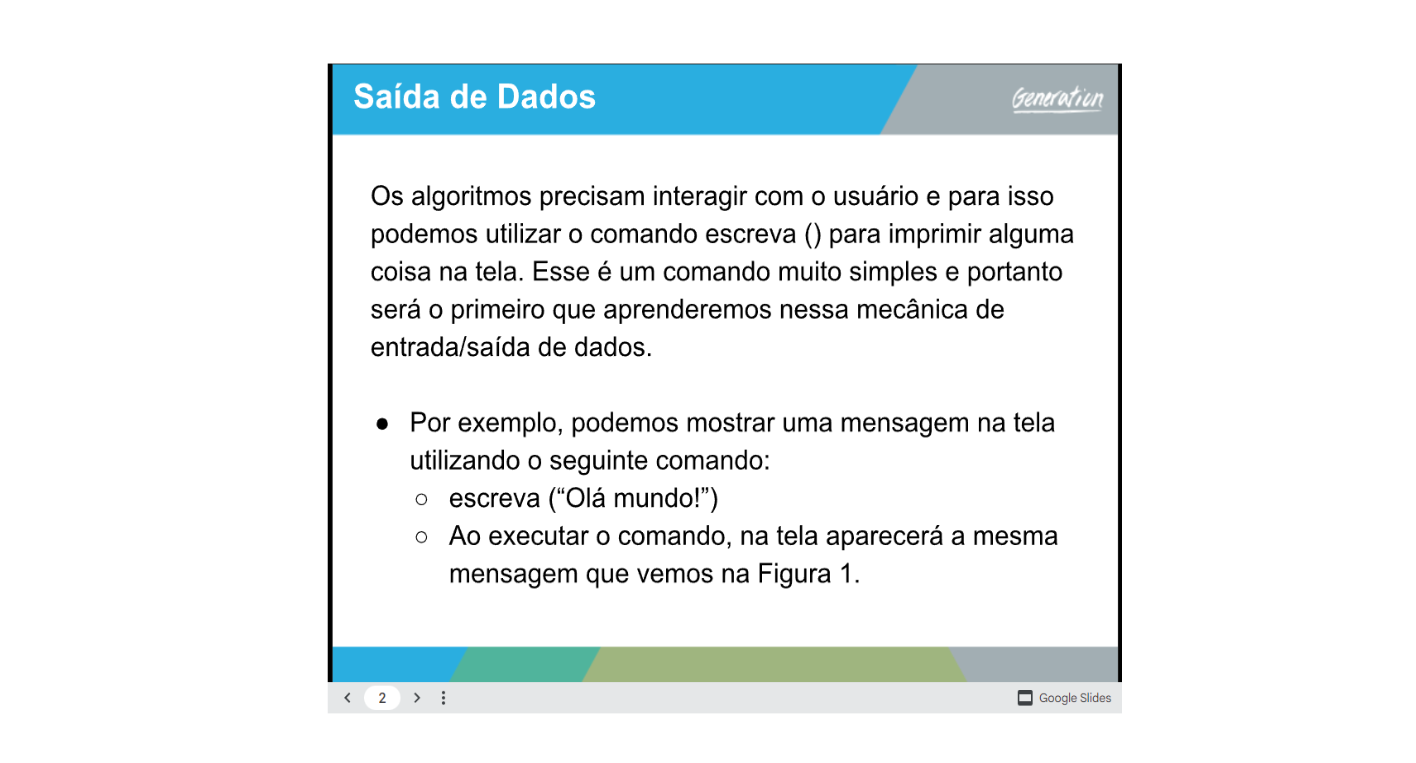 Saída de Dados
Generation
Os algoritmos precisam interagir com o usuário e para isso
podemos utilizar o comando escreva () para imprimir alguma
coisa na tela. Esse é um comando muito simples e portanto
será o primeiro que aprenderemos nessa mecânica de
entrada/saída de dados.
● Por exemplo, podemos mostrar uma mensagem na tela
utilizando o seguinte comando:
○ escreva (“Olá mundo!”)
○ Ao executar o comando, na tela aparecerá a mesma
mensagem que vemos na Figura 1.
2
Google Slides